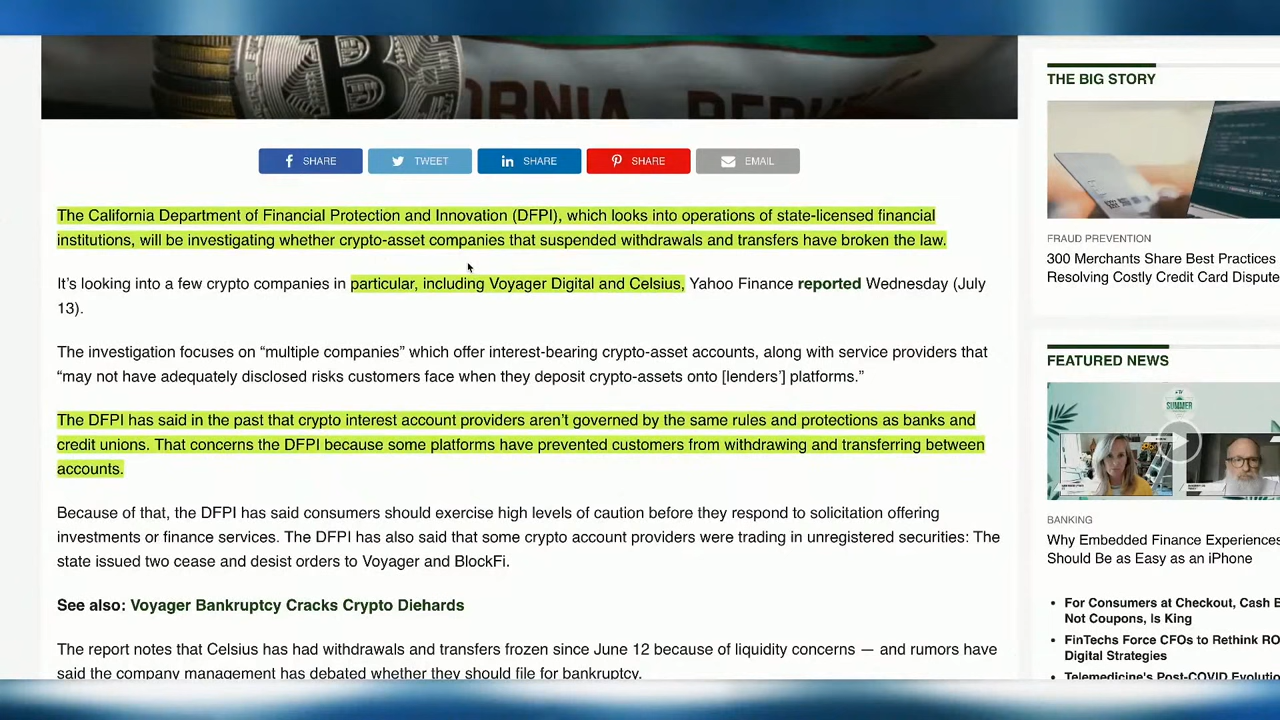 ORNIA REPUB
SHARE
TWEET
SHARE
SHARE
EMAIL
The California Department of Financial Protection and Innovation (DFPI), which looks into operations of state-licensed financial
institutions, will be investigating whether crypto-asset companies that suspended withdrawals and transfers have broken the law.
It’s looking into a few crypto companies in particular, including Voyager Digital and Celsius, Yahoo Finance reported Wednesday (July
13).
The investigation focuses on “multiple companies” which offer interest-bearing crypto-asset accounts, along with service providers that
“may not have adequately disclosed risks customers face when they deposit crypto-assets onto [lenders’] platforms.”
The DFPI has said in the past that crypto interest account providers aren’t governed by the same rules and protections as banks and
credit unions. That concerns the DFPI because some platforms have prevented customers from withdrawing and transferring between
accounts.
Because of that, the DFPI has said consumers should exercise high levels of caution before they respond to solicitation offering
investments or finance services. The DFPI has also said that some crypto account providers were trading in unregistered securities: The
state issued two cease and desist orders to Voyager and BlockFi.
See also: Voyager Bankruptcy Cracks Crypto Diehards
The report notes that Celsius has had withdrawals and transfers frozen since June 12 because of liquidity concerns — and rumors have
said the company management has debated whether they should file for bankruptcy.
THE BIG STORY
FRAUD PREVENTION
300 Merchants Share Best Practices
Resolving Costly Credit Card Dispute
FEATURED NEWS
SUMMER
BANKING
Why Embedded Finance Experiences
Should Be as Easy as an iPhone
• For Consumers at Checkout, Cash B
Not Coupons, Is King
• FinTechs Force CFOs to Rethink RO
Digital Strategies
• Telemedicine's Post-COVID Evolutio